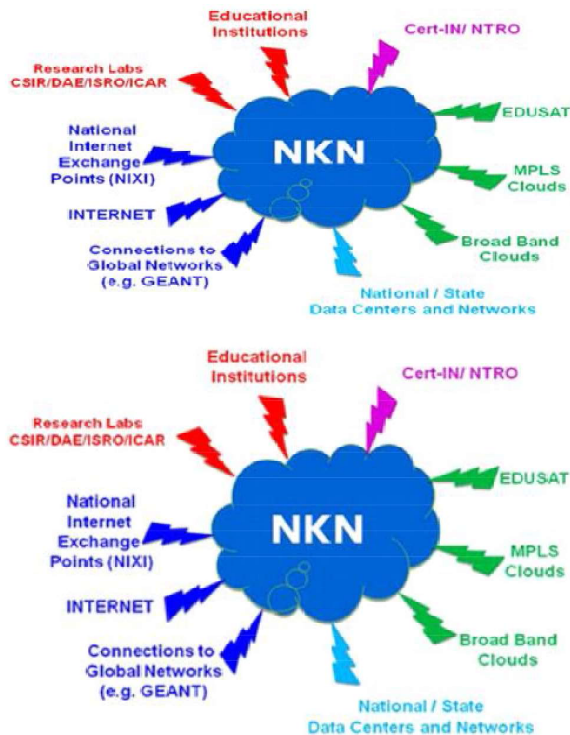 Educational
Institutions
Cert-IN/ NTRO
Research Labs
CSIR/DAE/ISRO/ICAR
EDUSAT
National
Internet
Exchange
Points (NIXI)
NKN
MPLS
Clouds
INTERNET
Broad Band
Clouds
Connections to
Global Networks
(e.g. GEANT)
National / State
Data Centers and Networks
Educational
Institutions
Cert-IN/ NTRO
Research Labs
CSIR/DAE/ISRO/ICAR
EDUSAT
National
Internet
Exchange
Points (NIXI)
NKN
MPLS
Clouds
INTERNET
Broad Band
Clouds
Connections to
Global Networks
(e.g. GEANT)
National / State
Data Centers and Networks